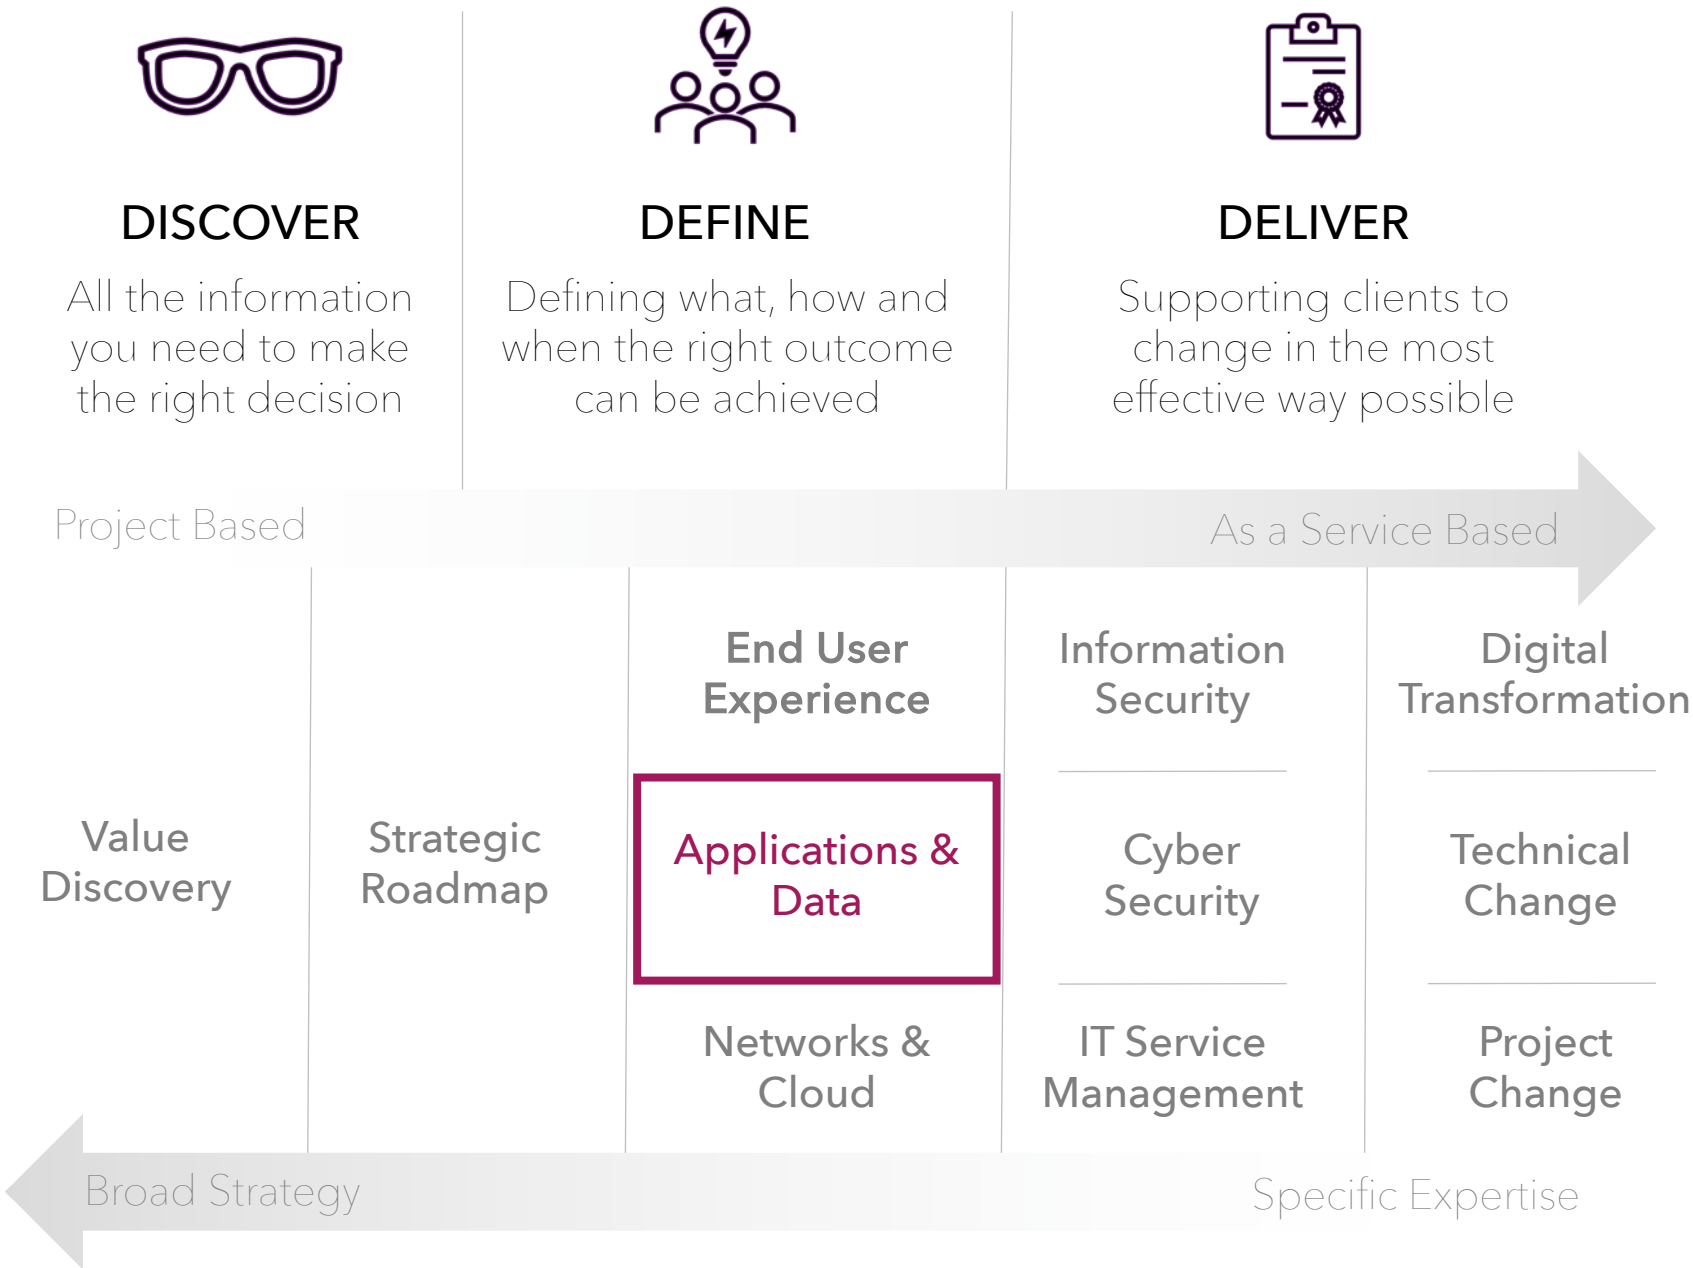 DISCOVER
All the information
you need to make
the right decision
DEFINE
Defining what, how and
when the right outcome
can be achieved
DELIVER
Supporting clients to
change in the most
effective way possible
Project Based
As a Service Based
Value
Discovery
Strategic
Roadmap
End User
Experience
Applications &
Data
Networks &
Cloud
Information
Security
Cyber
Security
IT Service
Management
Digital
Transformation
Technical
Change
Project
Change
Broad Strategy
Specific Expertise